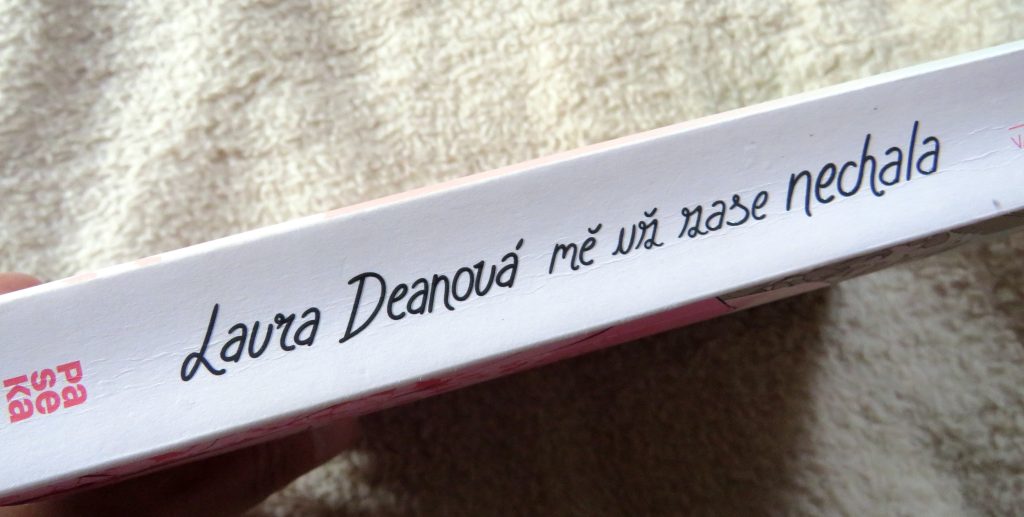 pa
se
ka
Laura Deanová mě už zase nechala